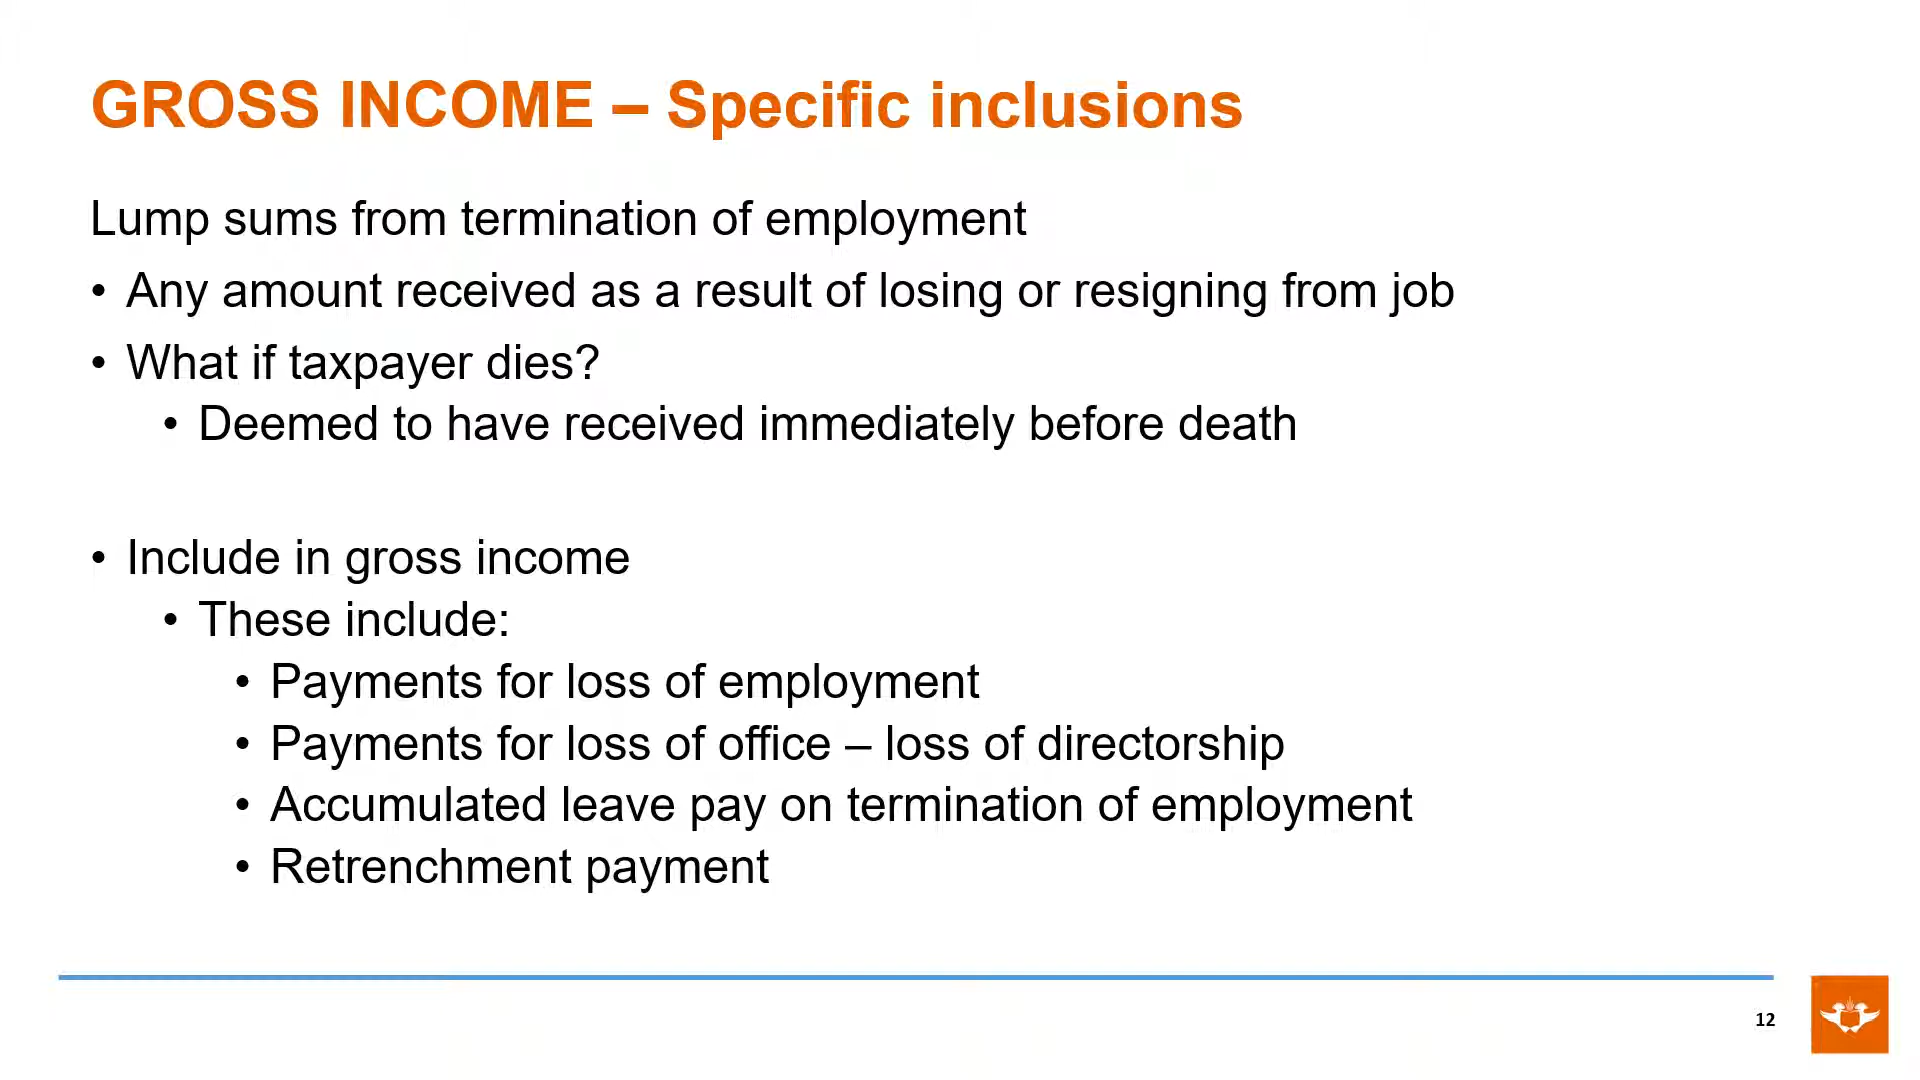 GROSS INCOME – Specific inclusions
Lump sums from termination of employment
• Any amount received as a result of losing or resigning from job
• What if taxpayer dies?
• Deemed to have received immediately before death
• Include in gross income
• These include:
• Payments for loss of employment
• Payments for loss of office – loss of directorship
• Accumulated leave pay on termination of employment
• Retrenchment payment
12